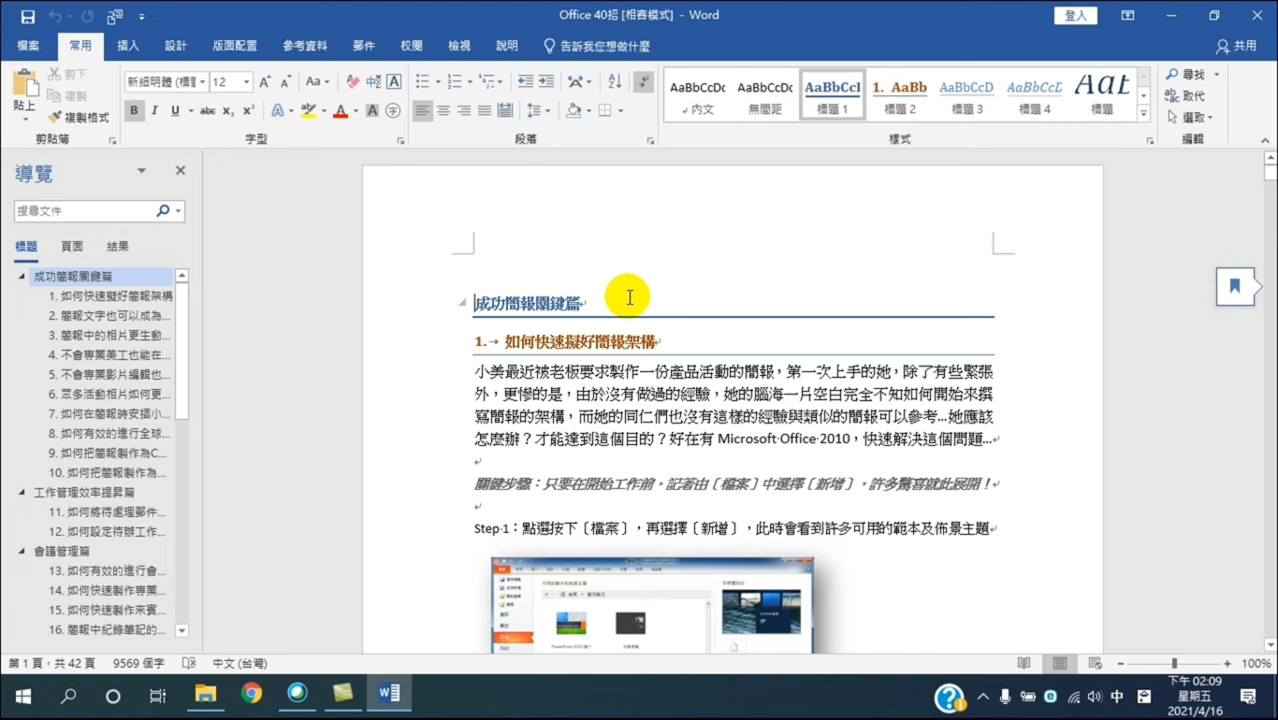 Office 40招 [相容模式] - Word
登入
檔案 常用 插入 設計 版面配置 參考資料 郵件 校閱 檢視 說明 告訴我您想做什麼 共用
貼上
剪下
複製
複製格式
剪貼簿
新細明體 (標題 12
字型
段落
AaBbCcDc AaBbCcDc AaBbCcI 1. AaBb AaBbCcD AaBbCcL Aat
內文 無間距 標題 1 標題 2 標題 3 標題 4 標題
樣式
尋找
取代
選取
編輯
導覽
搜尋文件
標題 頁面 結果
成功簡報關鍵篇
1. 如何快速擬好簡報架構
2. 簡報文字也可以成為...
3. 簡報中的相片更生動...
4. 不會專業美工也能在...
5. 不會專業影片編輯也...
6. 眾多活動相片如何更...
7. 如何在簡報時安插小...
8. 如何有效的進行全球...
9. 如何把簡報製作為C...
10. 如何把簡報製作為...
工作管理效率提昇篇
11. 如何維持處理郵件...
12. 如何設定待辦工作...
會議管理篇
13. 如何有效的進行會...
14. 如何快速製作專業...
15. 如何快速製作來賓...
16. 簡報中紀錄筆記的...
成功簡報關鍵篇
1. 如何快速擬好簡報架構
小美最近被老板要求製作一份產品活動的簡報，第一次上手的她，除了有些緊張
外，更慘的是，由於沒有做過的經驗，她的腦海一片空白完全不知如何開始來撰
寫簡報的架構，而她的同仁們也沒有這樣的經驗與類似的簡報可以參考...她應該
怎麼辦？才能達到這個目的？好在有 Microsoft Office 2010，快速解決這個問題...
關鍵步驟：只要在開始工作前，記著由〔檔案〕中選擇〔新增〕，許多驚喜就此展開！
Step 1：點選按下〔檔案〕，再選擇〔新增〕，此時會看到許多可用的範本及佈景主題
第 1 頁，共 42 頁 9569 個字 中文 (台灣)
100%
中
下午 02:09
星期五
2021/4/16